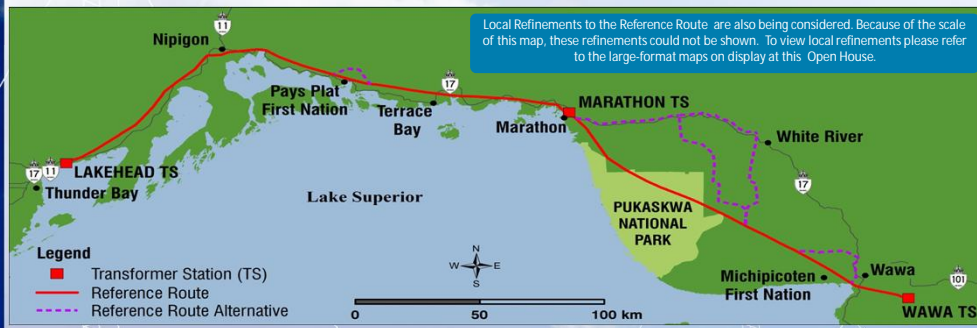 Local Refinements to the Reference Route are also being considered. Because of the scale
of this map, these refinements could not be shown. To view local refinements please refer
to the large-format maps on display at this Open House.
11
Nipigon
17
Pays Plat
First Nation
Terrace
Bay
MARATHON TS
Marathon
White River
17 11
LAKEHEAD TS
Thunder Bay
17
Lake Superior
PUKASKWA
NATIONAL
PARK
Legend
Transformer Station (TS)
Reference Route
Reference Route Alternative
N
W E
S
0 50 100 km
Michipicoten
First Nation
Wawa
101
WAWA TS